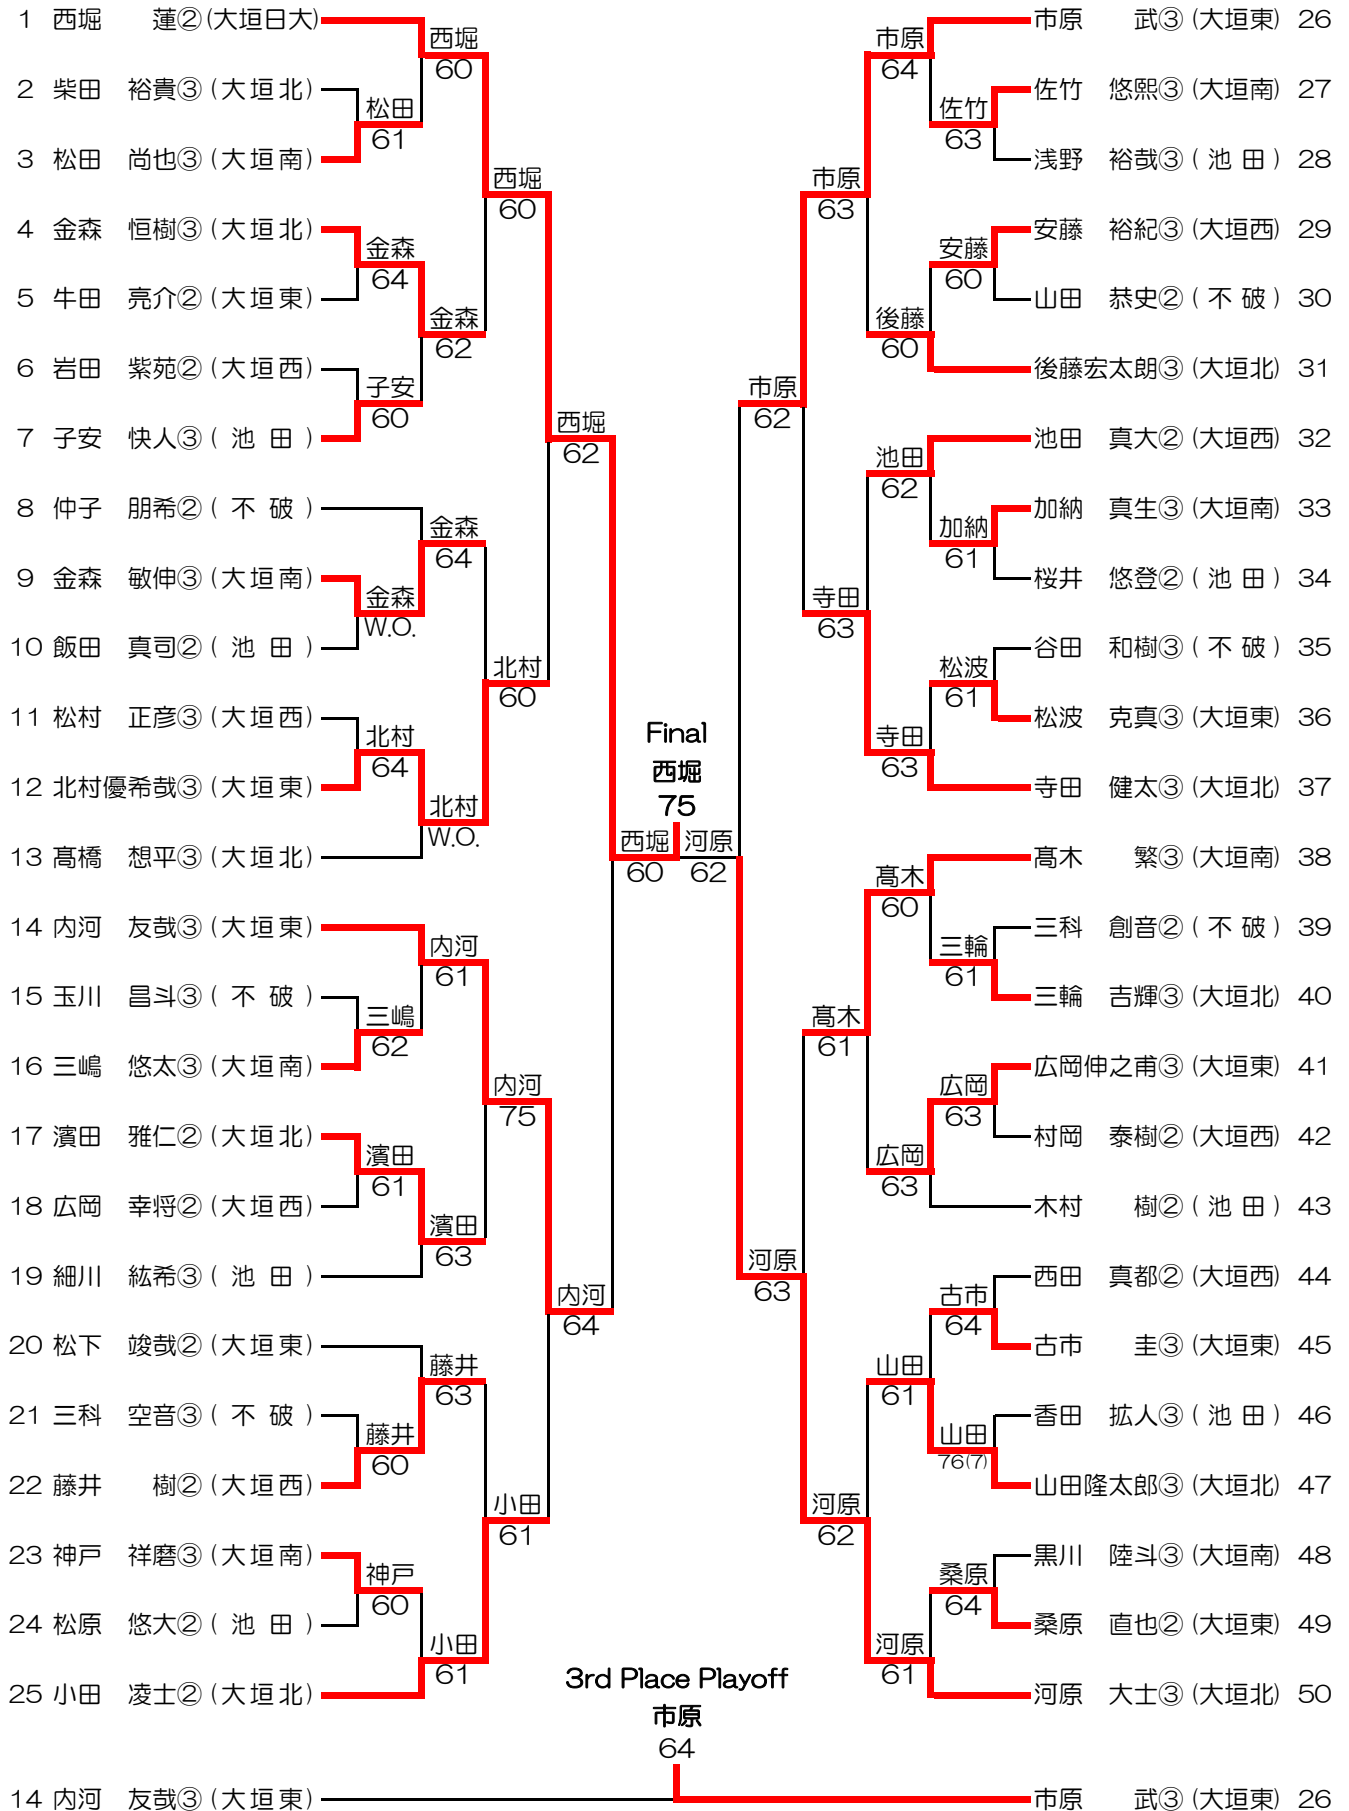 1 西堀　　蓮② (大垣日大)
2 柴田　裕貴③ (大垣北)
3 松田　尚也③ (大垣南)
4 金森　恒樹③ (大垣北)
5 牛田　亮介② (大垣東)
6 岩田　紫苑② (大垣西)
7 子安　快人③ ( 池 田 )
8 仲子　朋希② ( 不 破 )
9 金森　敏伸③ (大垣南)
10 飯田　真司② ( 池 田 )
11 松村　正彦③ (大垣西)
12 北村優希哉③ (大垣東)
13 髙橋　想平③ (大垣北)
14 内河　友哉③ (大垣東)
15 玉川　昌斗③ ( 不 破 )
16 三嶋　悠太③ (大垣南)
17 濱田　雅仁② (大垣北)
18 広岡　幸将② (大垣西)
19 細川　紘希③ ( 池 田 )
20 松下　竣哉② (大垣東)
21 三科　空音③ ( 不 破 )
22 藤井　　樹② (大垣西)
23 神戸　祥磨③ (大垣南)
24 松原　悠大② ( 池 田 )
25 小田　凌士② (大垣北)
松田
61
金森
64
子安
60
金森
W.O.
北村
64
三嶋
62
濱田
61
藤井
60
神戸
60
西堀
60
金森
62
金森
64
北村
W.O.
内河
61
濱田
63
藤井
63
小田
61
西堀
60
北村
60
内河
75
小田
61
西堀
62
内河
64
西堀
60
Final
西堀
75
河原
62
市原
62
河原
63
市原
63
寺田
63
髙木
61
河原
62
市原
64
後藤
60
池田
62
寺田
63
髙木
60
広岡
63
山田
61
河原
61
佐竹
63
安藤
60
加納
61
松波
61
三輪
61
広岡
63
古市
64
山田
76(7)
桑原
64
市原　　武③ (大垣東) 26
佐竹　悠熙③ (大垣南) 27
浅野　裕哉③ ( 池 田 ) 28
安藤　裕紀③ (大垣西) 29
山田　恭史② ( 不 破 ) 30
後藤宏太朗③ (大垣北) 31
池田　真大② (大垣西) 32
加納　真生③ (大垣南) 33
桜井　悠登② ( 池 田 ) 34
谷田　和樹③ ( 不 破 ) 35
松波　克真③ (大垣東) 36
寺田　健太③ (大垣北) 37
髙木　　繁③ (大垣南) 38
三科　創音② ( 不 破 ) 39
三輪　吉輝③ (大垣北) 40
広岡伸之甫③ (大垣東) 41
村岡　泰樹② (大垣西) 42
木村　　樹② ( 池 田 ) 43
西田　真都② (大垣西) 44
古市　　圭③ (大垣東) 45
香田　拡人③ ( 池 田 ) 46
山田隆太郎③ (大垣北) 47
黒川　陸斗③ (大垣南) 48
桑原　直也② (大垣東) 49
河原　大士③ (大垣北) 50
3rd Place Playoff
市原
64
14 内河　友哉③ (大垣東)
市原　　武③ (大垣東) 26